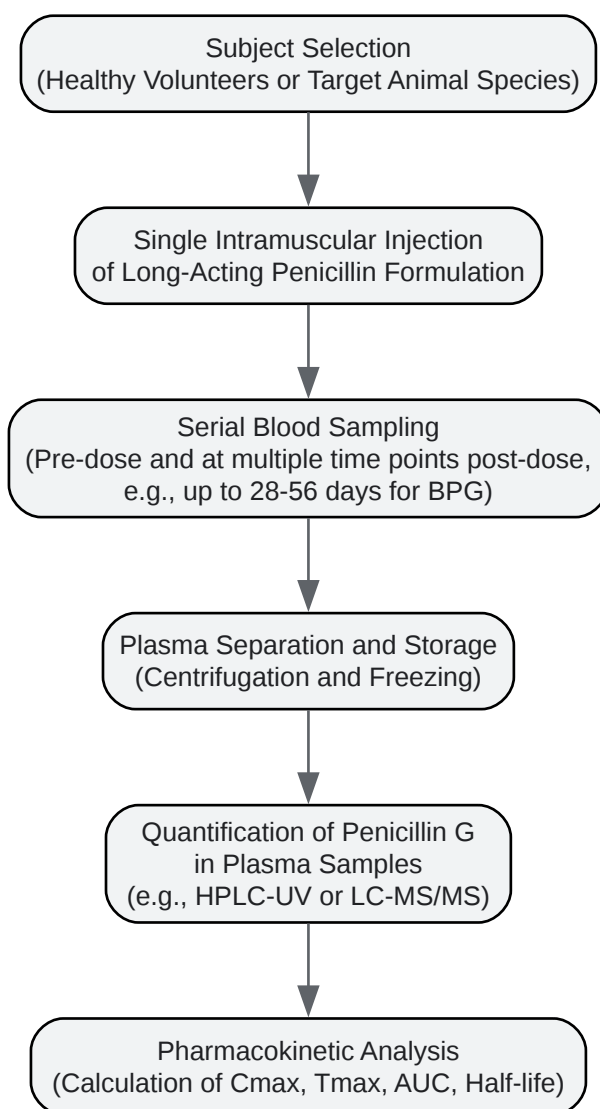 Subject Selection
(Healthy Volunteers or Target Animal Species)
Single Intramuscular Injection
of Long-Acting Penicillin Formulation
Serial Blood Sampling
(Pre-dose and at multiple time points post-dose,
e.g., up to 28-56 days for BPG)
Plasma Separation and Storage
(Centrifugation and Freezing)
Quantification of Penicillin G
in Plasma Samples
(e.g., HPLC-UV or LC-MS/MS)
Pharmacokinetic Analysis
(Calculation of Cmax, Tmax, AUC, Half-life)